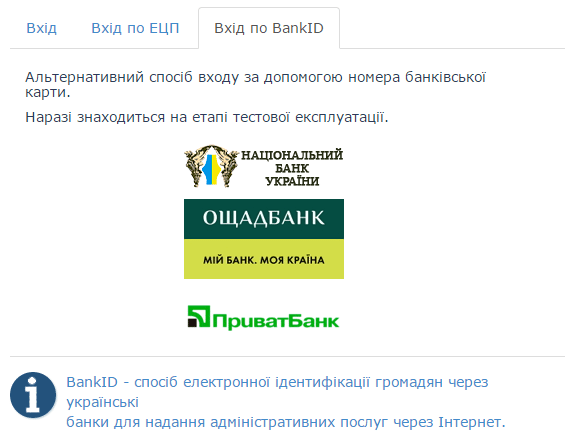 Вхід
Вхід по ЕЦП
Вхід по BankID
Альтернативний спосіб входу за допомогою номера банківської
карти.
Наразі знаходиться на етапі тестової експлуатації.
НАЦІОНАЛЬНИЙ
БАНК
УКРАЇНИ
ОЩАДБАНК
МІЙ БАНК. МОЯ КРАЇНА
ПриватБанк
BankID - спосіб електронної ідентифікації громадян через
українські
банки для надання адміністративних послуг через Інтернет.